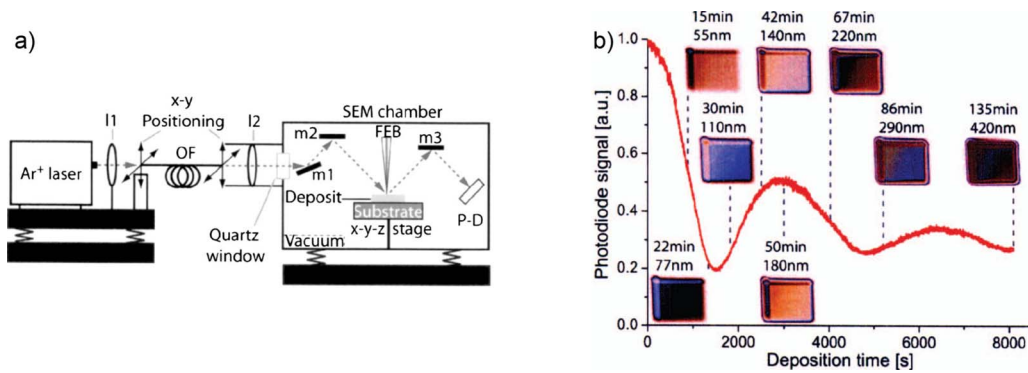 a)
I1
x-y
Positioning
OF
I2
Ar+ laser
SEM chamber
FEB
m2
m3
m1
Deposit
Substrate
x-y-z stage
P-D
Quartz
window
Vacuum
b)
15min
55nm
42min
140nm
67min
220nm
30min
110nm
86min
290nm
135min
420nm
22min
77nm
50min
180nm
Photodiode signal [a.u.]
1.0
0.8
0.6
0.4
0.2
0.0
0
2000
4000
6000
8000
Deposition time [s]